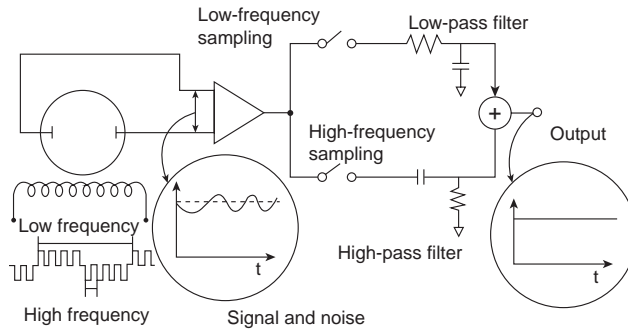 Low-frequency
sampling
Low-pass filter
+
Output
High-frequency
sampling
High-pass filter
Low frequency
High frequency
t
Signal and noise
t